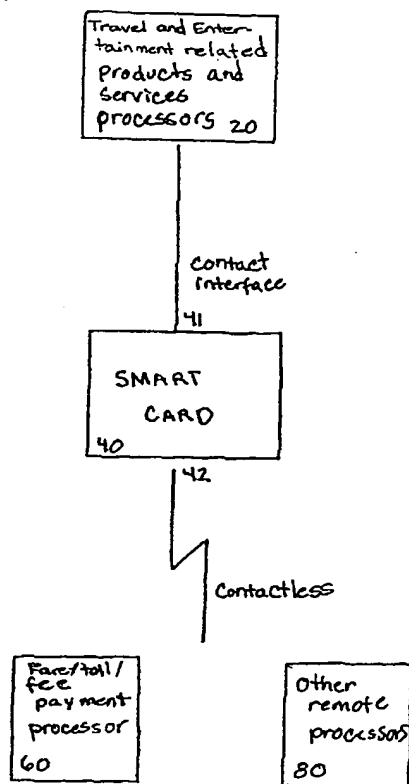 Travel and Enter-
tainment related
products and
services
processors 20
contact
interface
41
SMART
CARD
40
42
Contactless
Fare/toll/
fee
payment
processor
60
Other
remote
processors
80